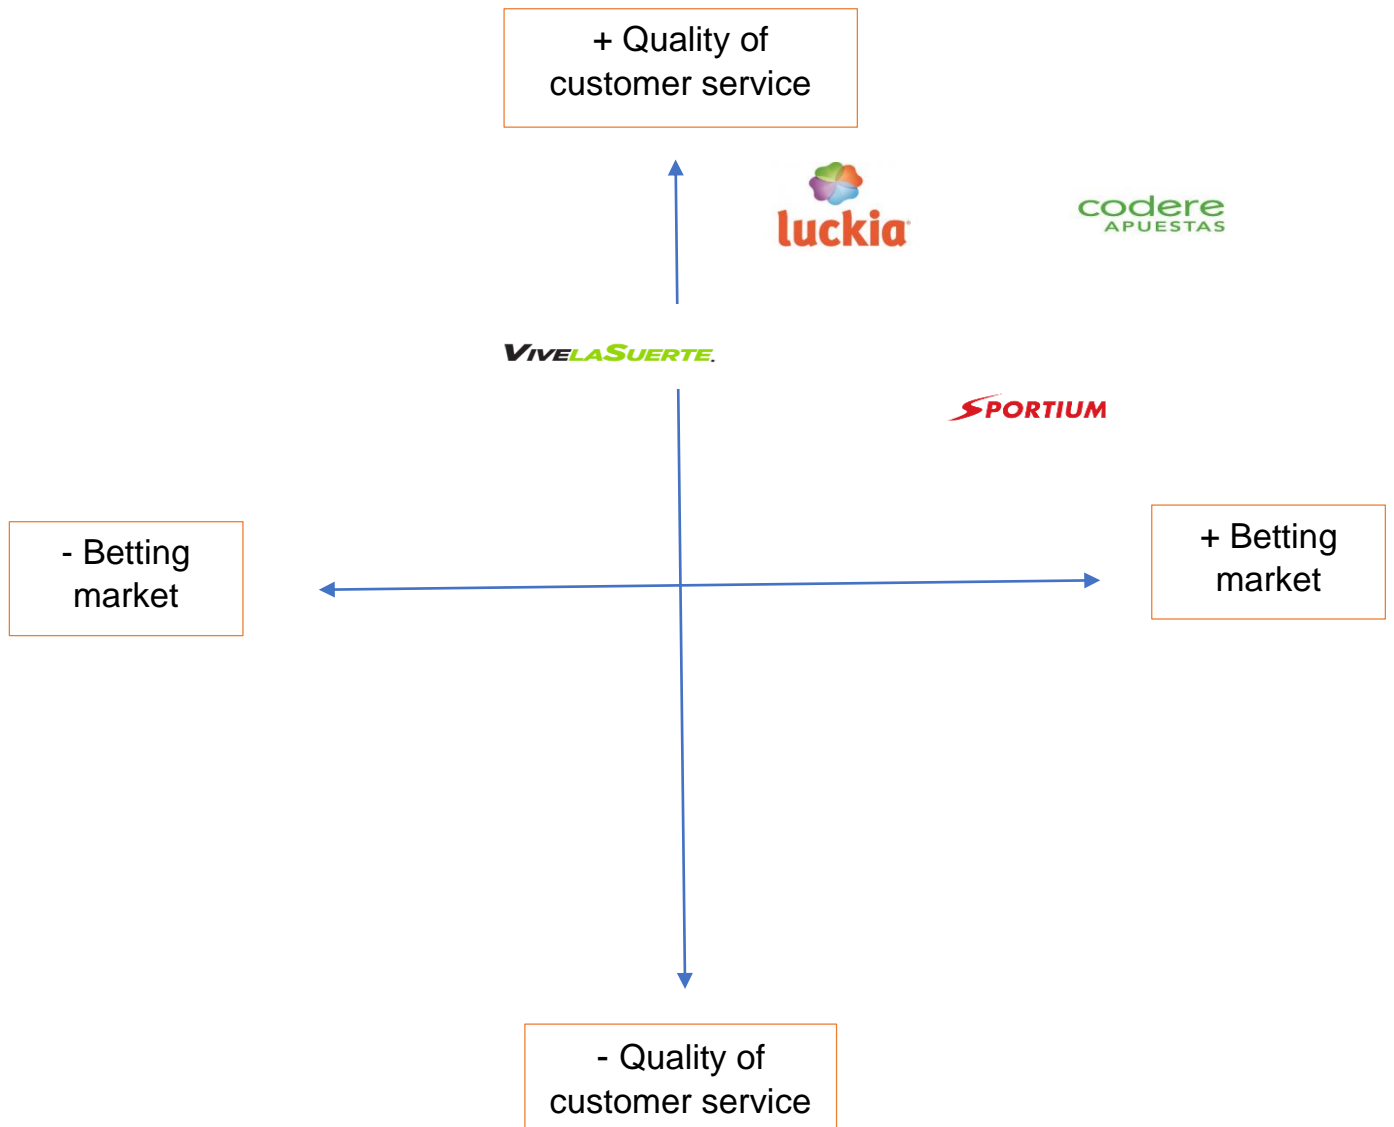 + Quality of
customer service
luckia
codere
APUESTAS
VIVELASUERTE.
SPORTIUM
- Betting
market
+ Betting
market
- Quality of
customer service